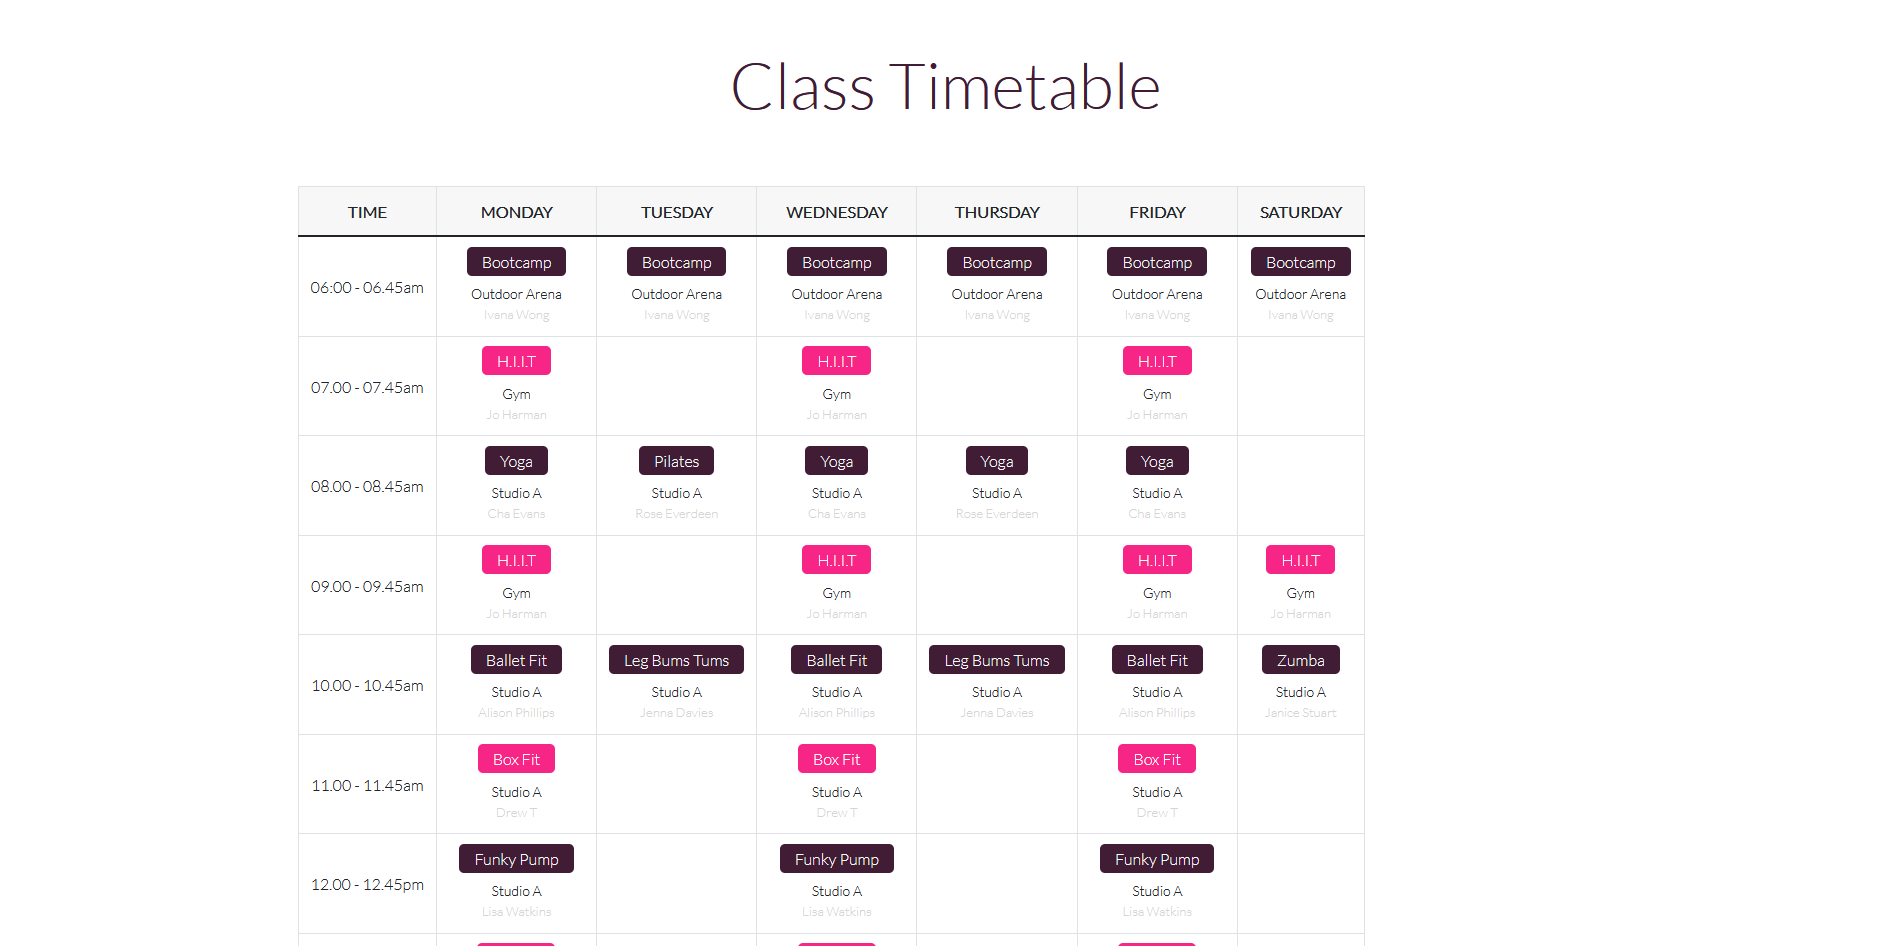 Class Timetable
TIME MONDAY TUESDAY WEDNESDAY THURSDAY FRIDAY SATURDAY
Bootcamp Bootcamp Bootcamp Bootcamp Bootcamp Bootcamp
06:00 - 06.45am
Outdoor Arena Outdoor Arena Outdoor Arena Outdoor Arena Outdoor Arena Outdoor Arena
Ivana Wong Ivana Wong Ivana Wong Ivana Wong Ivana Wong Ivana Wong
H.I.I.T H.I.I.T H.I.I.T
07.00 - 07.45am
Gym Gym Gym
Jo Harman Jo Harman Jo Harman
Yoga Pilates Yoga Yoga Yoga
08.00 - 08.45am
Studio A Studio A Studio A Studio A Studio A
Cha Evans Rose Everdeen Cha Evans Rose Everdeen Cha Evans
H.I.I.T H.I.I.T H.I.I.T H.I.I.T
09.00 - 09.45am
Gym Gym Gym Gym
Jo Harman Jo Harman Jo Harman Jo Harman
Ballet Fit Leg Bums Tums Ballet Fit Leg Bums Tums Ballet Fit Zumba
10.00 - 10.45am
Studio A Studio A Studio A Studio A Studio A Studio A
Alison Phillips Jenna Davies Alison Phillips Jenna Davies Alison Phillips Janice Stuart
Box Fit Box Fit Box Fit
11.00 - 11.45am
Studio A Studio A Studio A
Drew T Drew T Drew T
Funky Pump Funky Pump Funky Pump
12.00 - 12.45pm
Studio A Studio A Studio A
Lisa Watkins Lisa Watkins Lisa Watkins